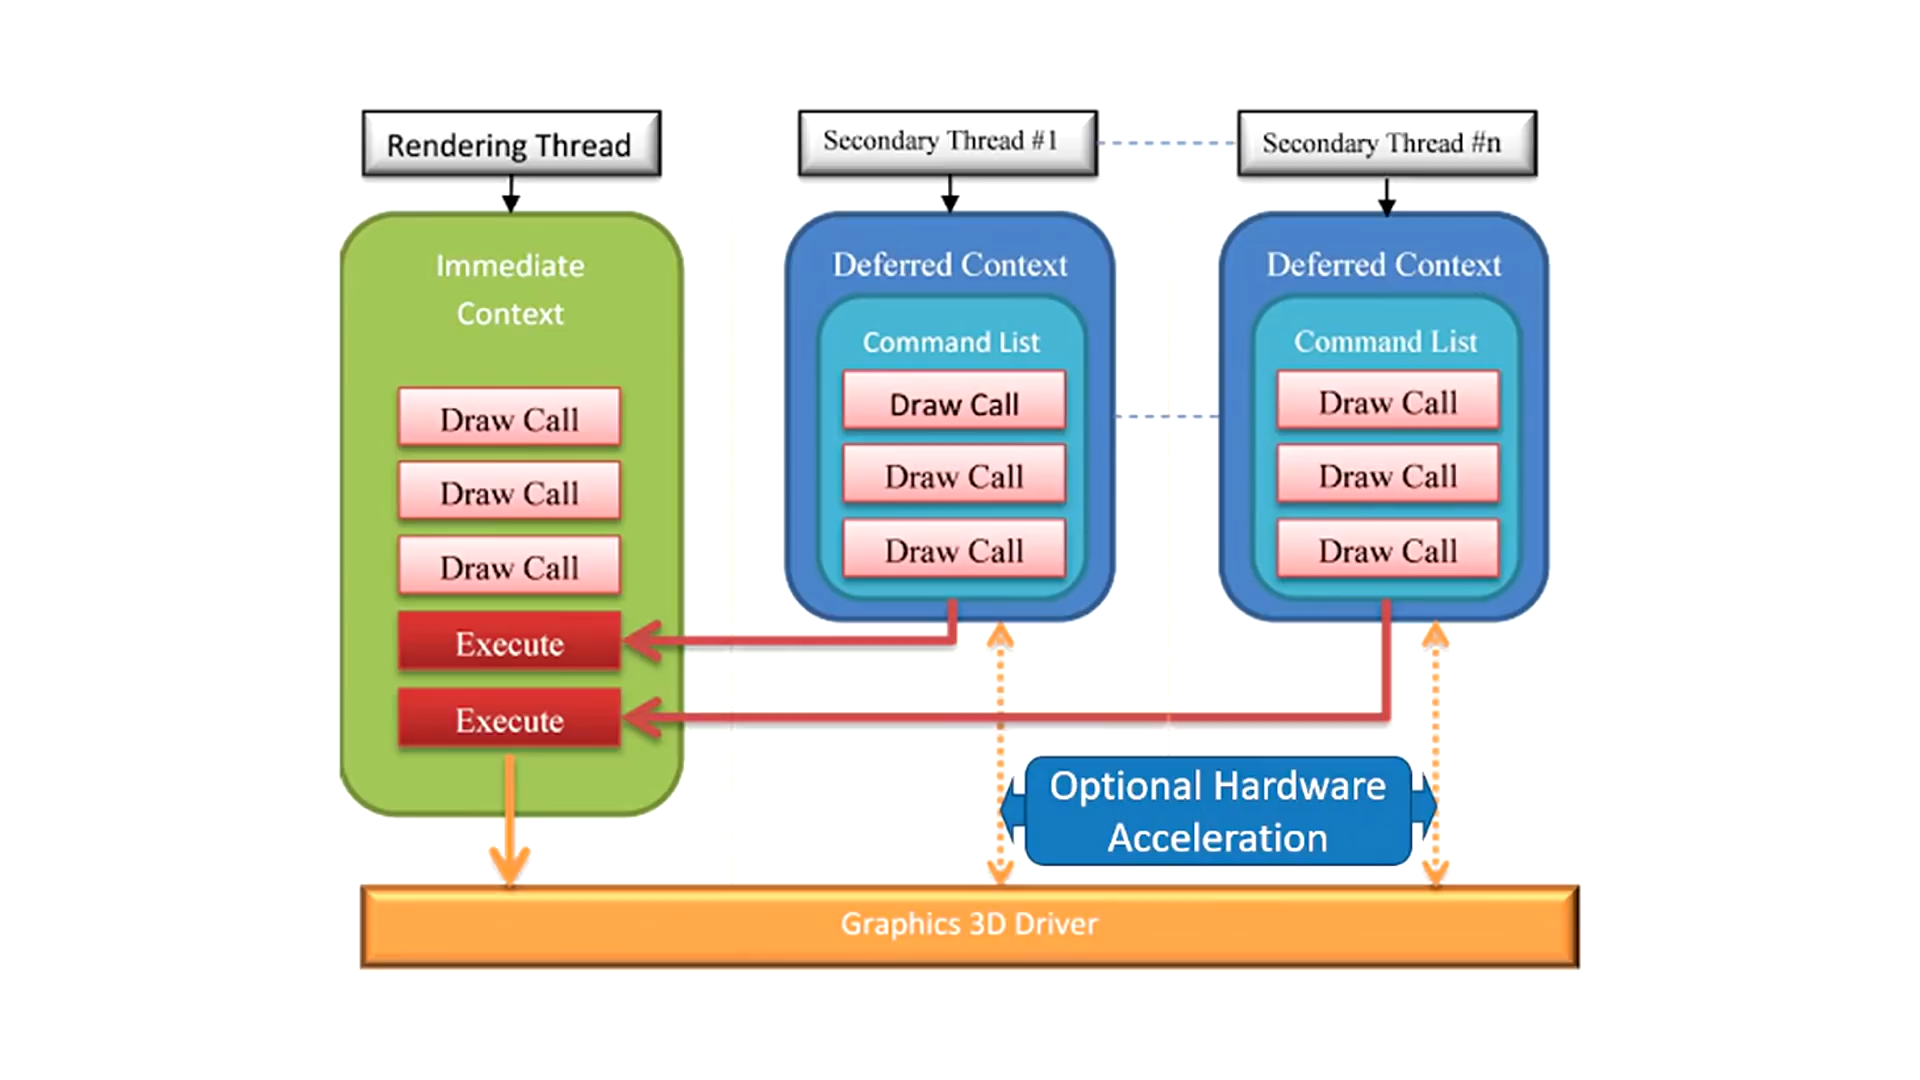 Rendering Thread
Secondary Thread #1
Secondary Thread #n
Immediate
Context
Draw Call
Draw Call
Draw Call
Execute
Execute
Deferred Context
Command List
Draw Call
Draw Call
Draw Call
Deferred Context
Command List
Draw Call
Draw Call
Draw Call
Optional Hardware
Acceleration
Graphics 3D Driver